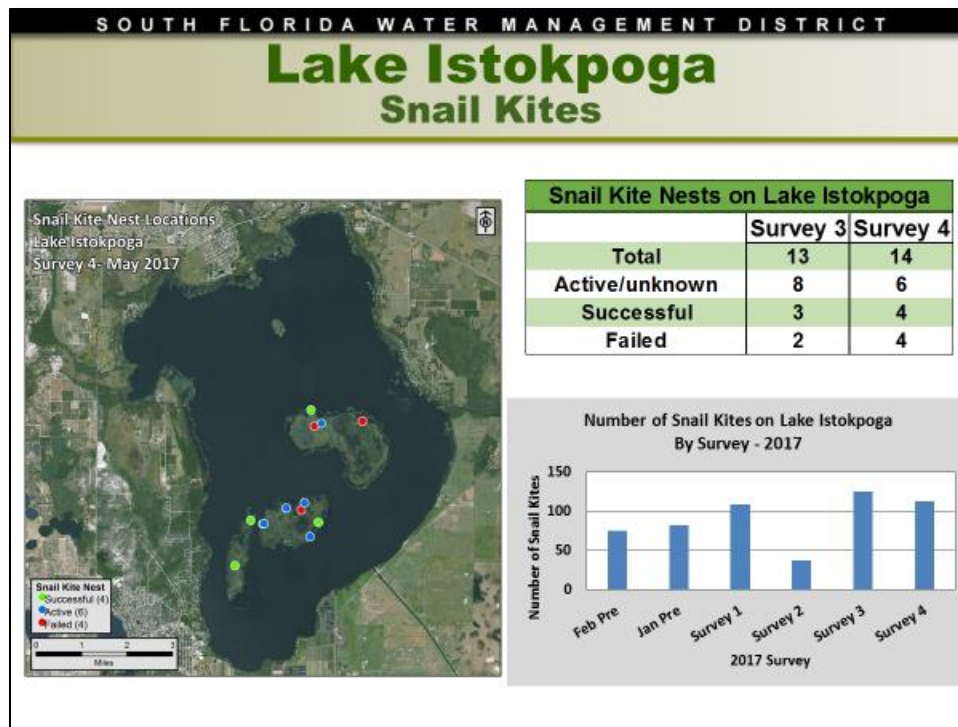 SOUTH FLORIDA WATER MANAGEMENT DISTRICT
Lake Istokpoga
Snail Kites
Snail Kite Nest Locations
Lake Istokpoga
Survey 4- May 2017
N
Snail Kite Nest
Successful (4)
Active (6)
Failed (4)
0 1 2 3
Miles
Snail Kite Nests on Lake Istokpoga
Survey 3 Survey 4
Total 13 14
Active/unknown 8 6
Successful 3 4
Failed 2 4
Number of Snail Kites on Lake Istokpoga
By Survey - 2017
Number of Snail Kites
150
100
50
0
Feb Pre Jan Pre Survey 1 Survey 2 Survey 3 Survey 4
2017 Survey